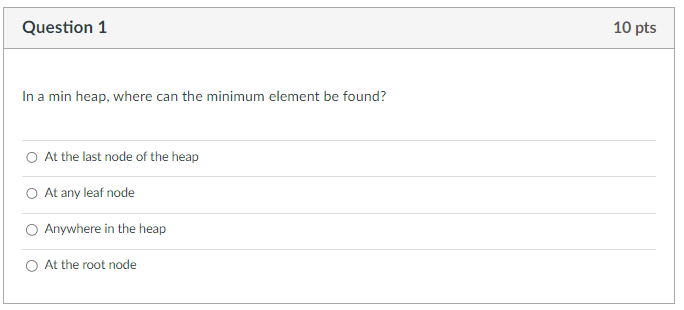 Question 1
10 pts
In a min heap, where can the minimum element be found?
At the last node of the heap
At any leaf node
Anywhere in the heap
At the root node